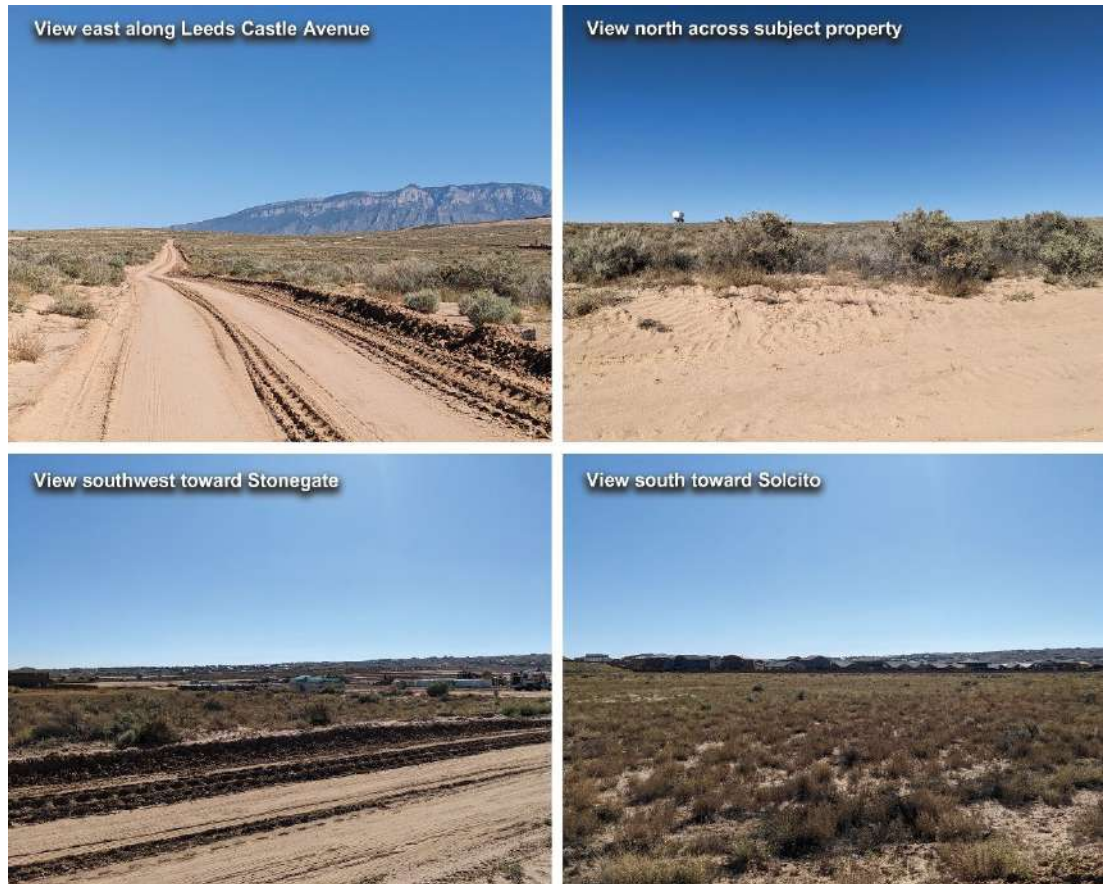 View east along Leeds Castle Avenue
View north across subject property
View southwest toward Stonegate
View south toward Solcito